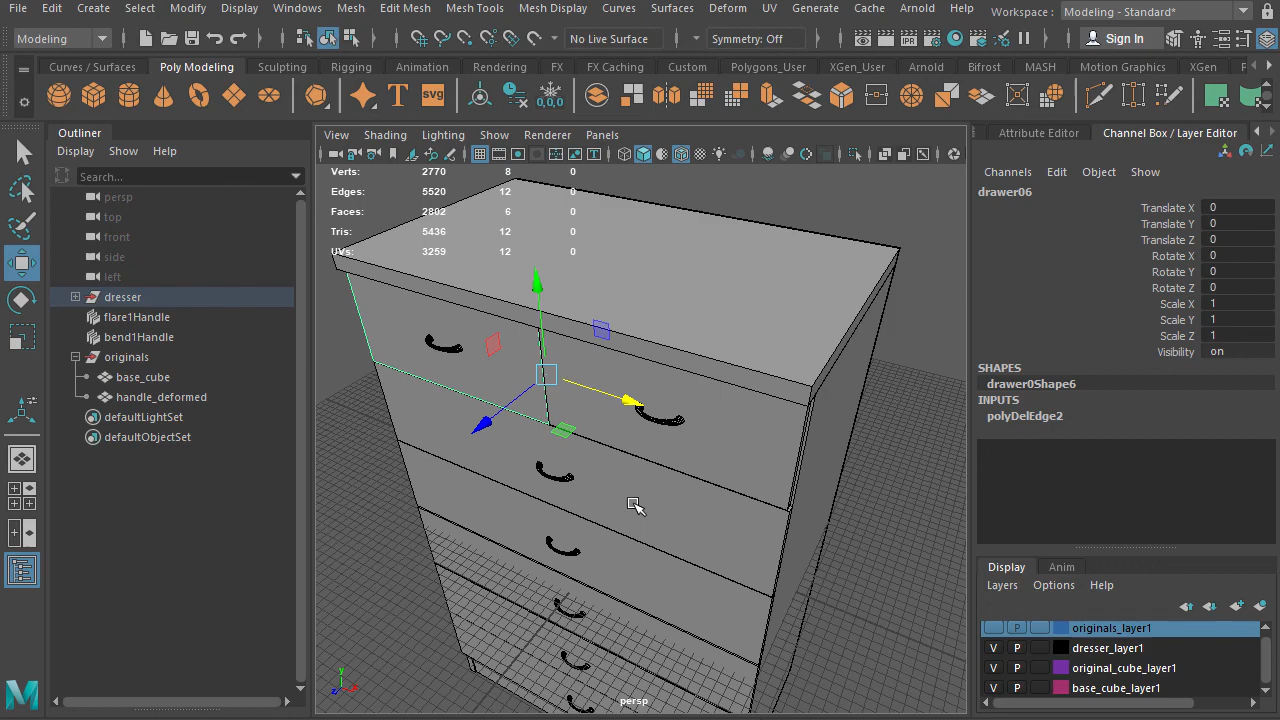 File Edit Create Select Modify Display Windows Mesh Edit Mesh Mesh Tools Mesh Display Curves Surfaces Deform UV Generate Cache Arnold Help Workspace : Modeling - Standard*
Modeling No Live Surface Symmetry: Off Sign In
Curves / Surfaces Poly Modeling Sculpting Rigging Animation Rendering FX FX Caching Custom Polygons_User XGen_User Arnold Bifrost MASH Motion Graphics XGen
T svg 0,0,0
Outliner
Display Show Help
Search...
persp
top
front
side
left
dresser
flare1Handle
bend1Handle
originals
base_cube
handle_deformed
defaultLightSet
defaultObjectSet
View Shading Lighting Show Renderer Panels
Verts: 2770 8 0
Edges: 5520 12 0
Faces: 2802 6 0
Tris: 5436 12 0
UVs: 3259 12 0
y
z
x
persp
Attribute Editor Channel Box / Layer Editor
Channels Edit Object Show
drawer06
Translate X 0
Translate Y 0
Translate Z 0
Rotate X 0
Rotate Y 0
Rotate Z 0
Scale X 1
Scale Y 1
Scale Z 1
Visibility on
SHAPES
drawer0Shape6
INPUTS
polyDelEdge2
Display Anim
Layers Options Help
P originals_layer1
V P dresser_layer1
V P original_cube_layer1
V P base_cube_layer1